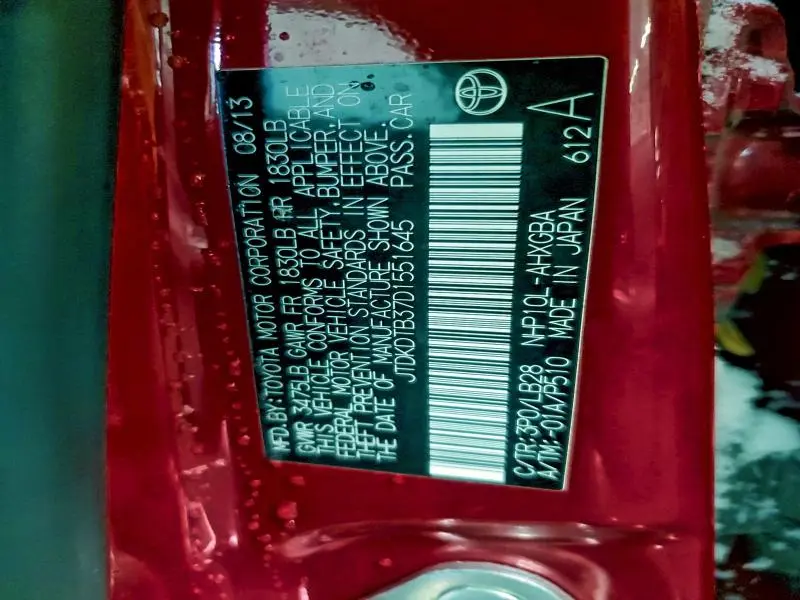 MFD.BY:TOYOTA MOTOR CORPORATION 08/13
GVWR 3475LB GAWR FR 1830LB RR 1830LB
THIS VEHICLE CONFORMS TO ALL APPLICABLE
FEDERAL MOTOR VEHICLE SAFETY,BUMPER,AND
THEFT PREVENTION STANDARDS IN EFFECT ON
THE DATE OF MANUFACTURE SHOWN ABOVE.
JTDKDTB37D1551645 PASS.CAR
C/TR:3P0/LB28 NHP10L-AHXGBA
A/TM:-01A/P510 MADE IN JAPAN 612A